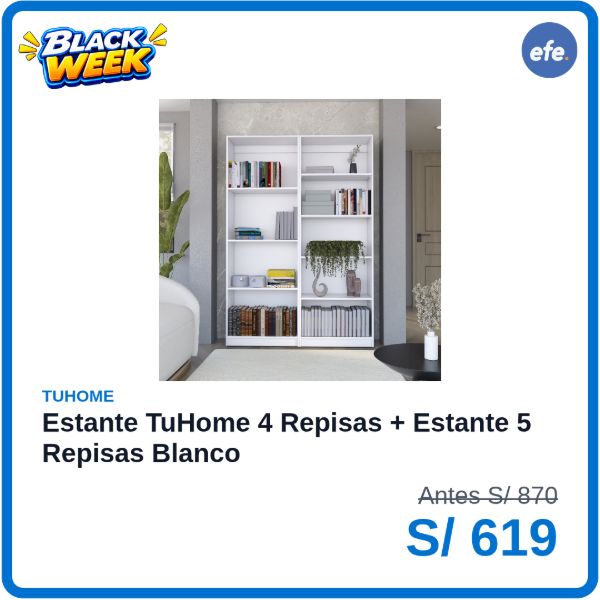 BLACK
WEEK
efe.
TUHOME
Estante TuHome 4 Repisas + Estante 5
Repisas Blanco
Antes S/ 870
S/ 619